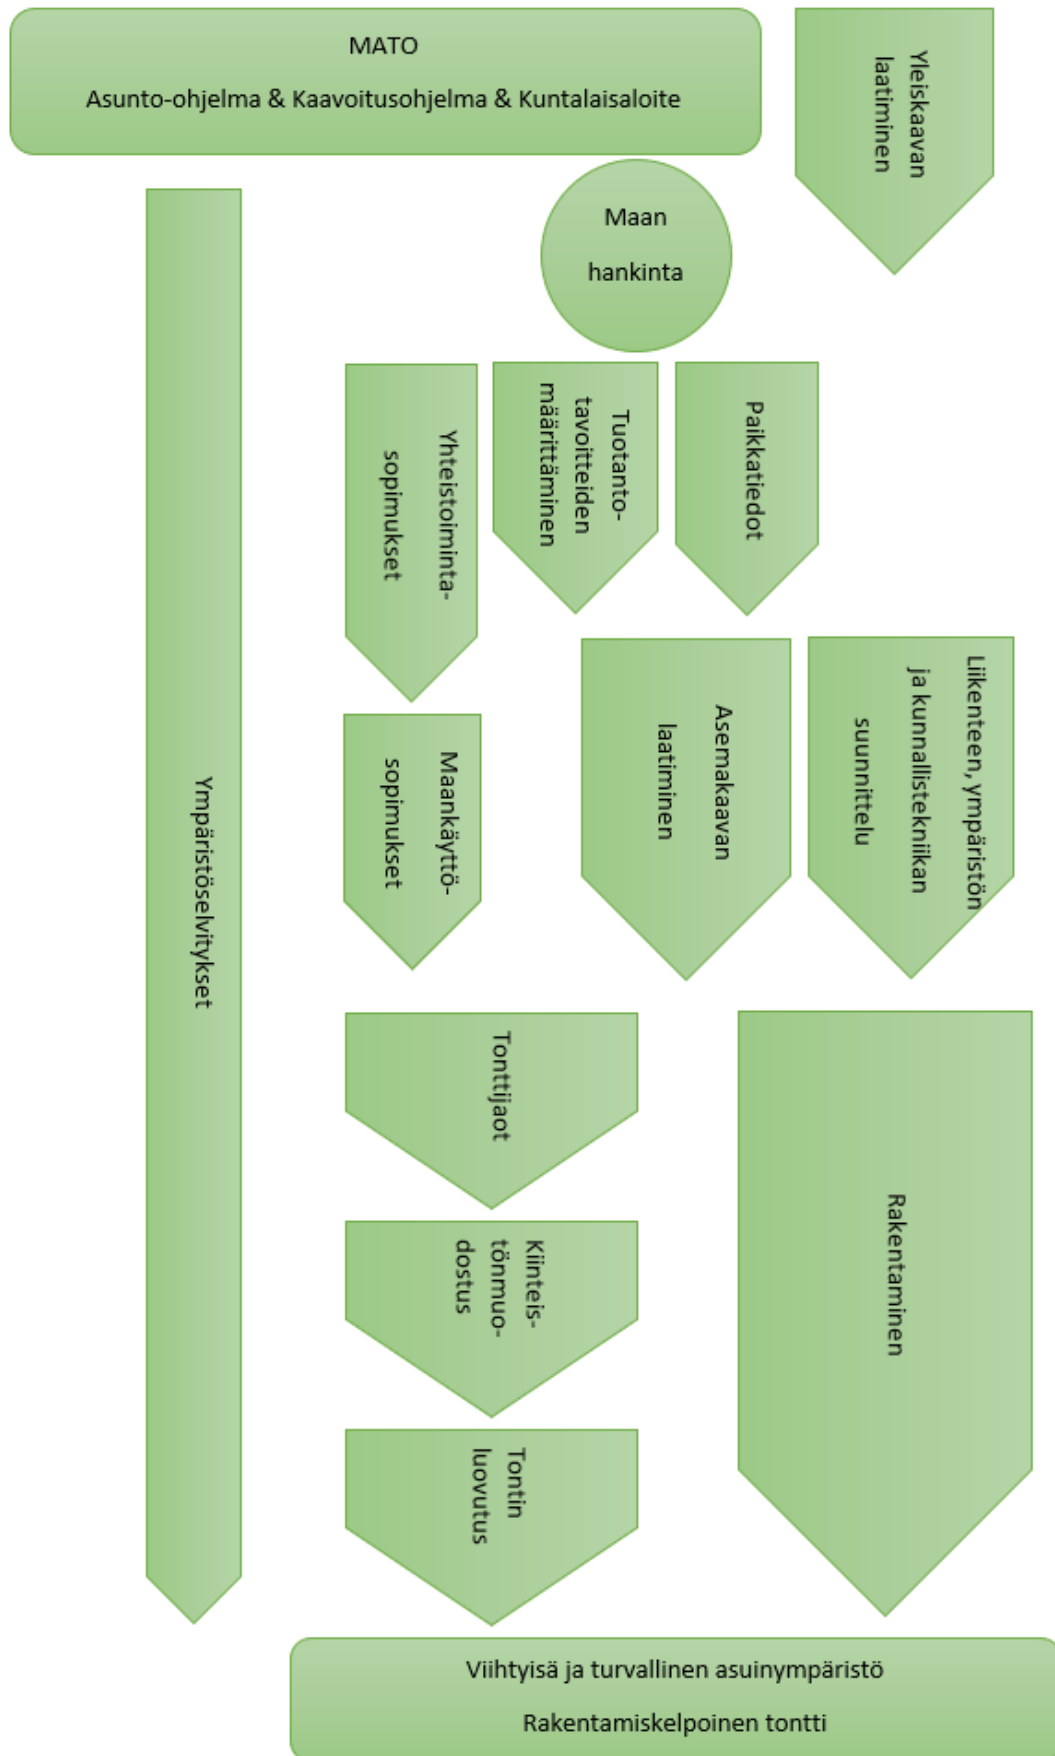 MATO
Asunto-ohjelma & Kaavoitusohjelma & Kuntalaisaloite
Yleiskaavan
laatiminen
Maan
hankinta
Yhteistoiminta-
sopimukset
Tuotanto-
tavoitteiden
määrittäminen
Paikkatiedot
Maankäyttö-
sopimukset
Asemakaavan
laatiminen
Liikenteen, ympäristön
ja kunnallistekniikan
suunnittelu
Ympäristöselvitykset
Tonttijaot
Kiinteis-
tönmuo-
dostus
Tontin
luovutus
Rakentaminen
Viihtyisä ja turvallinen asuinympäristö
Rakentamiskelpoinen tontti